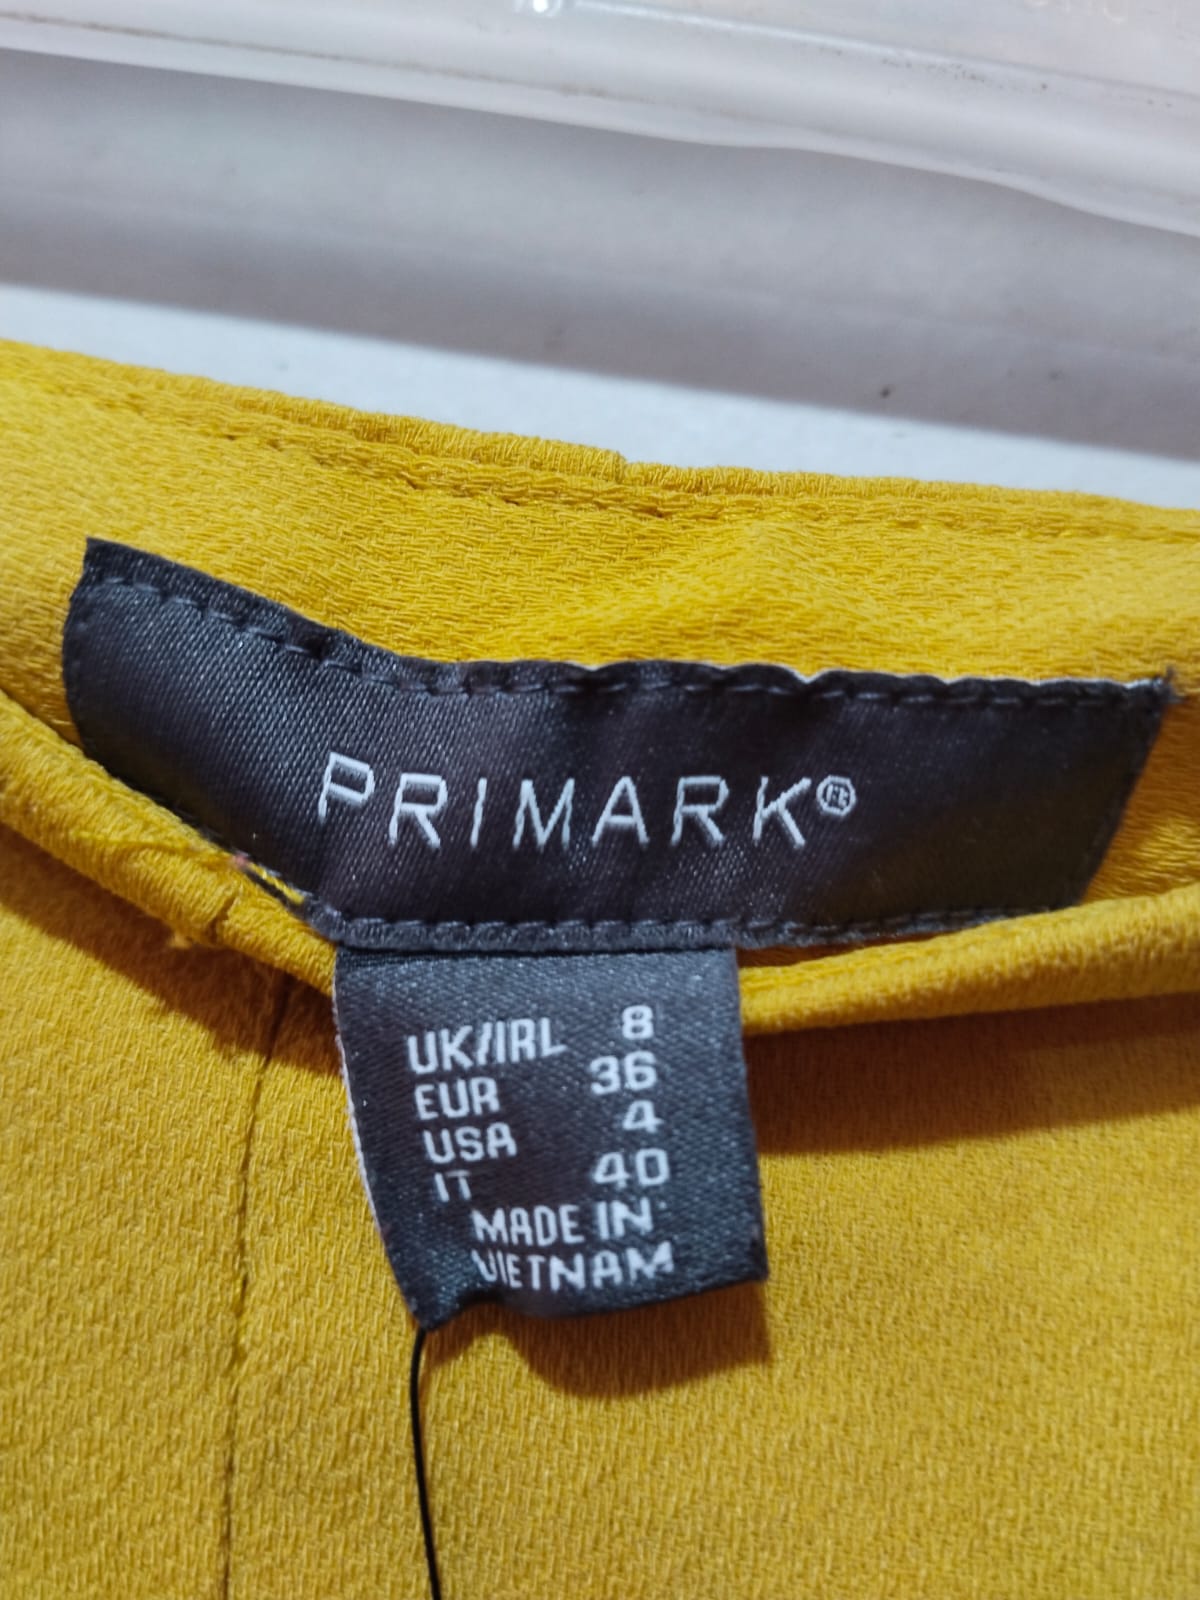 PRIMARK®
UK/IRL 8
EUR 36
USA 4
IT 40
MADE IN
VIETNAM